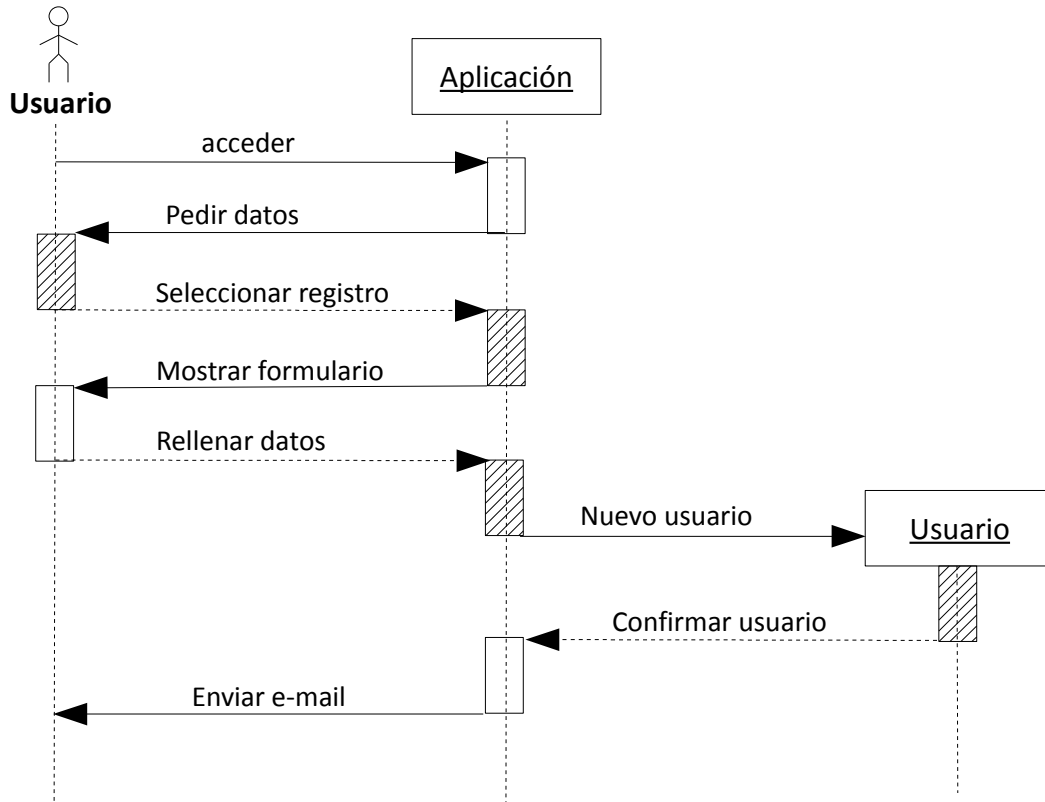 Usuario
Aplicación
acceder
Pedir datos
Seleccionar registro
Mostrar formulario
Rellenar datos
Nuevo usuario
Usuario
Confirmar usuario
Enviar e-mail